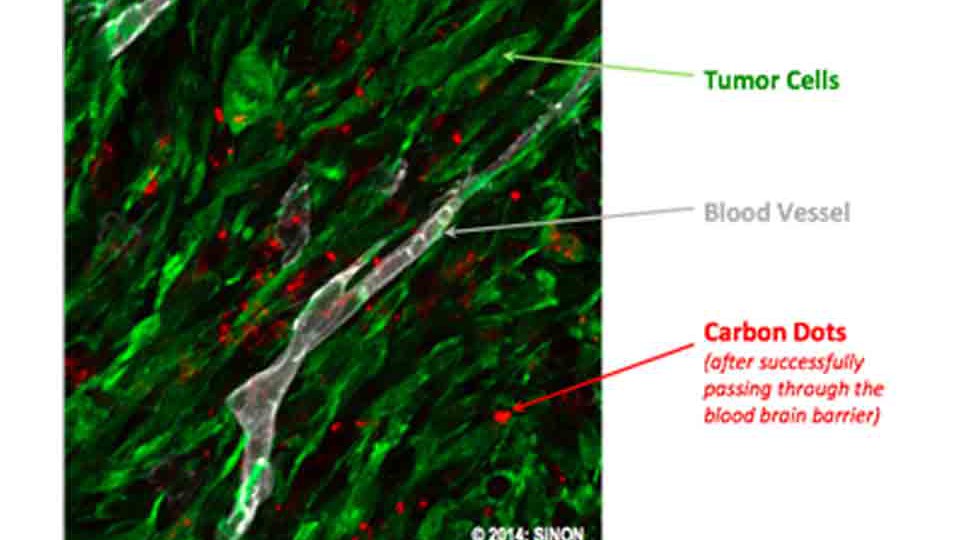 Tumor Cells
Blood Vessel
Carbon Dots
(after successfully
passing through the
blood brain barrier)
© 2014: SINON